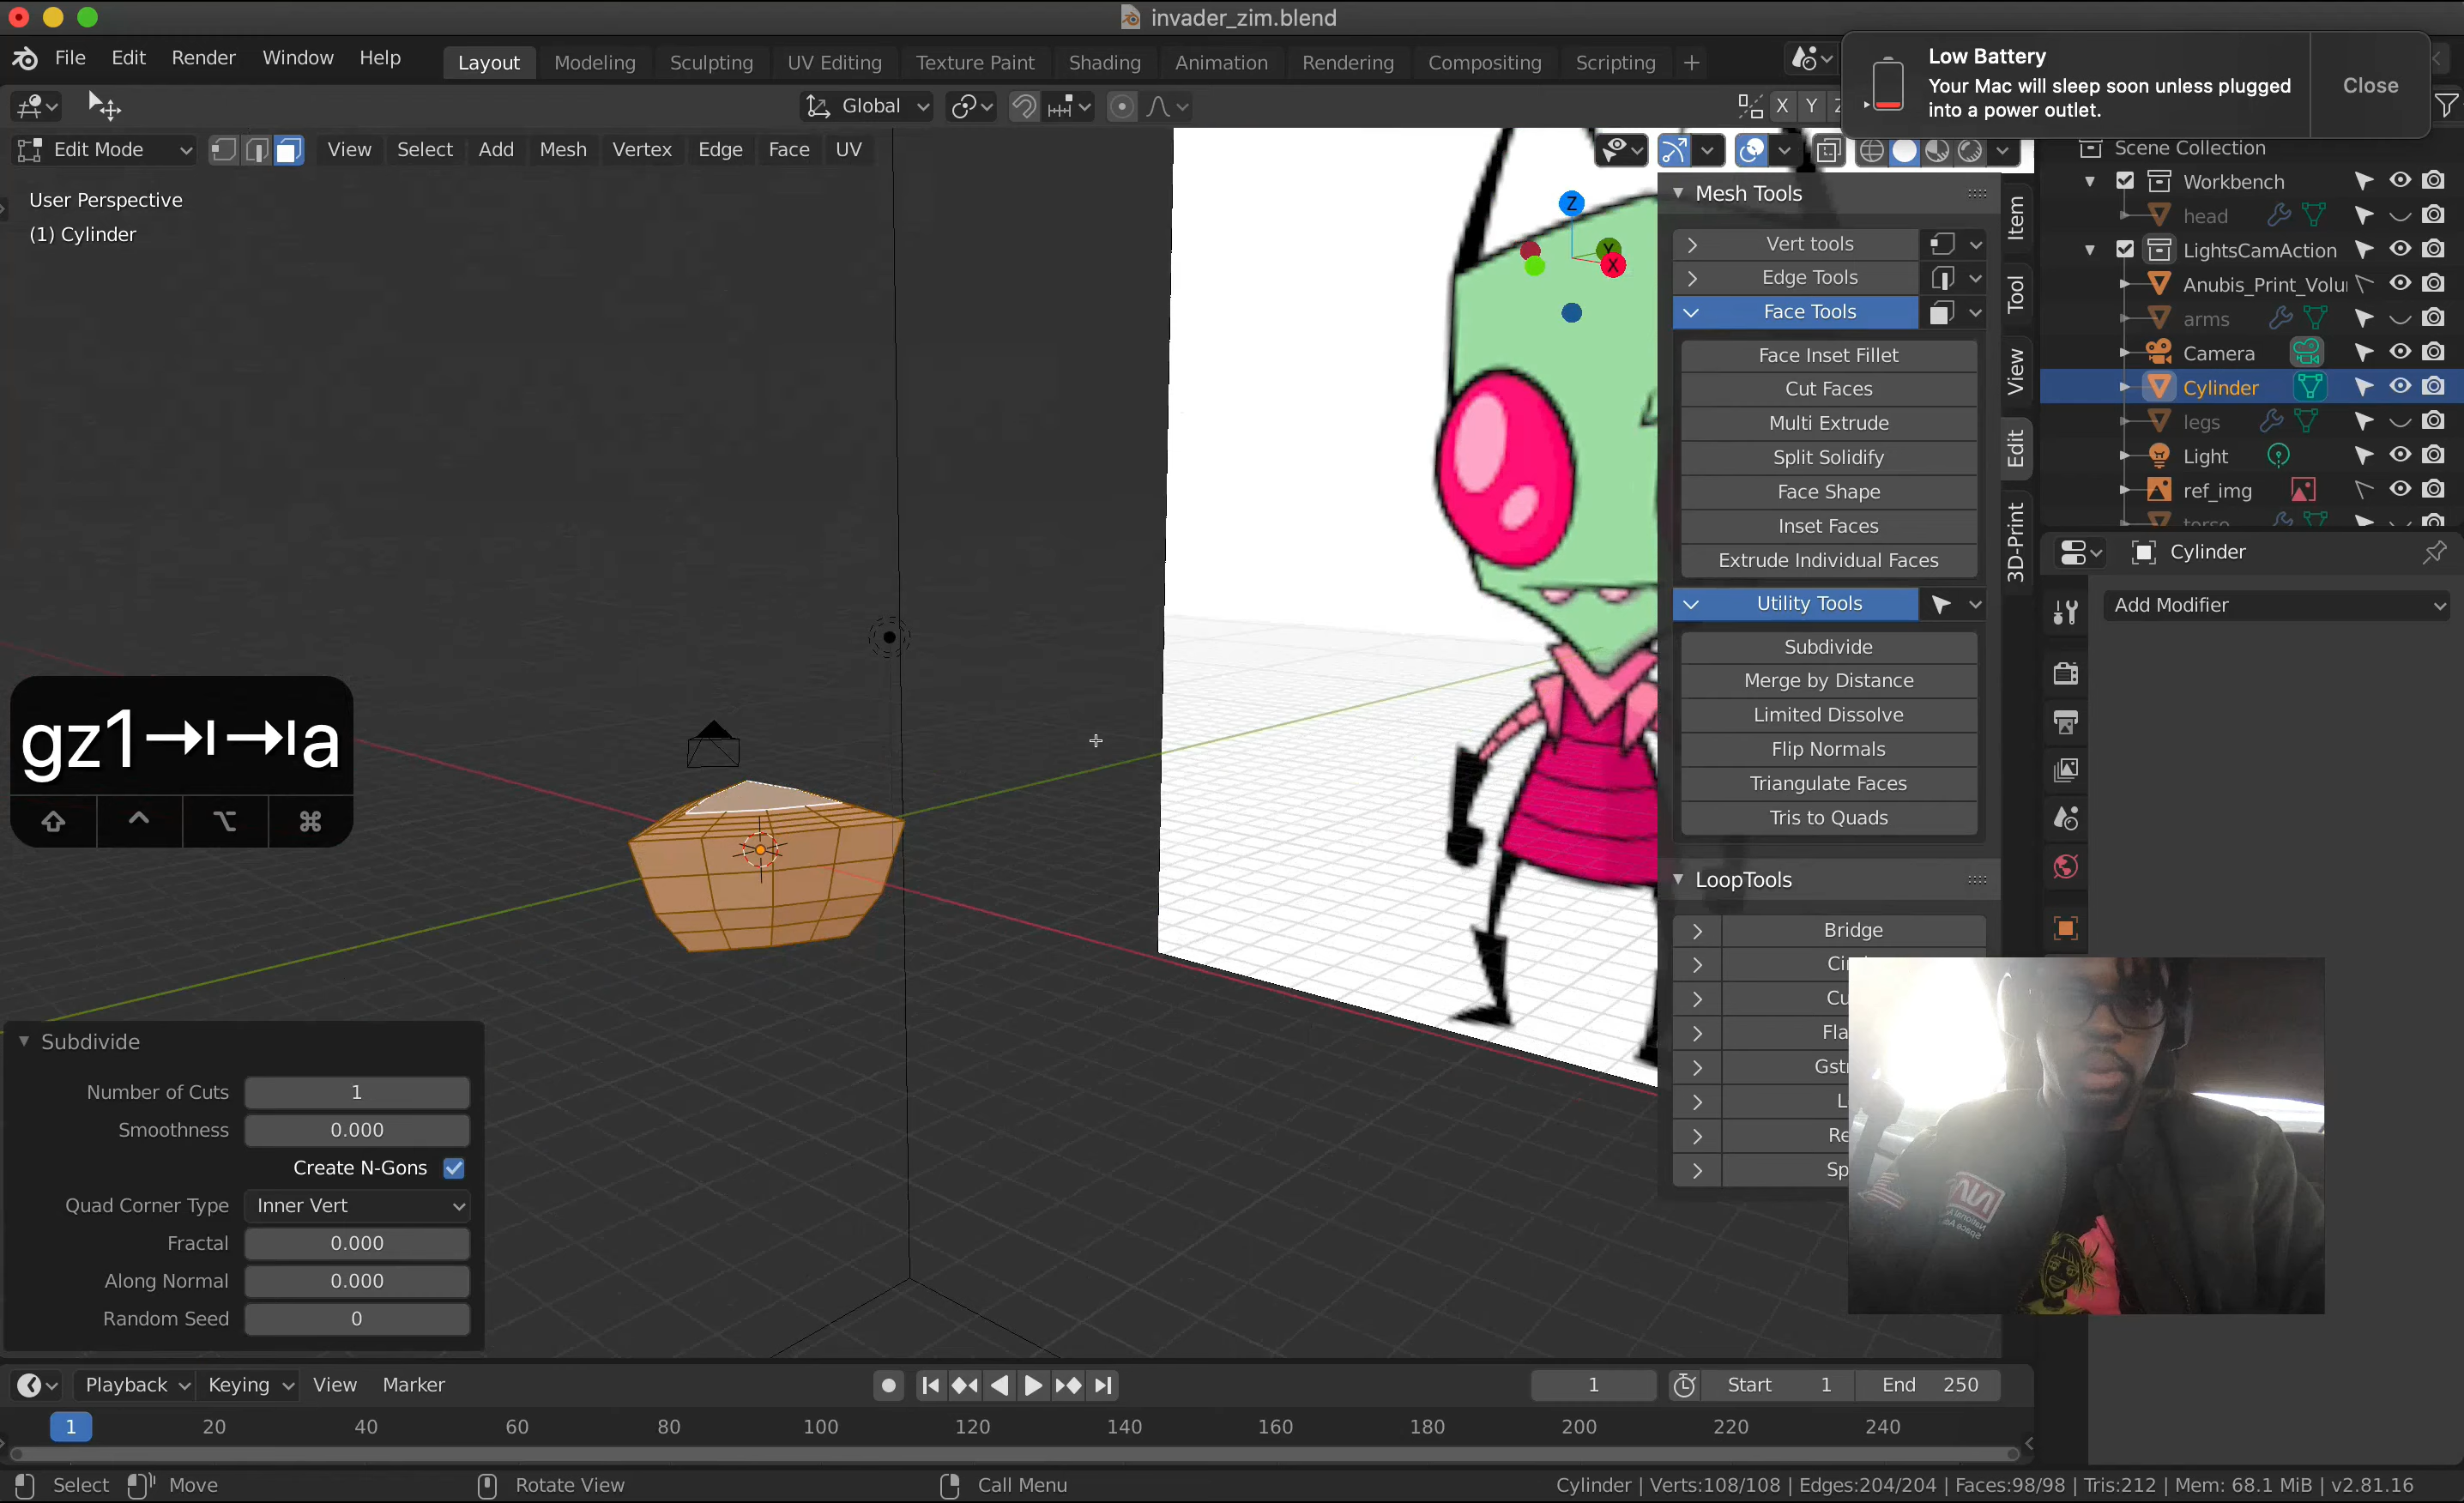 invader_zim.blend
File Edit Render Window Help Layout Modeling Sculpting UV Editing Texture Paint Shading Animation Rendering Compositing Scripting +
Low Battery
Your Mac will sleep soon unless plugged
into a power outlet.
Close
Global
X Y
Edit Mode View Select Add Mesh Vertex Edge Face UV
User Perspective
(1) Cylinder
Z
Y
X
Mesh Tools
Vert tools
Edge Tools
Face Tools
Face Inset Fillet
Cut Faces
Multi Extrude
Split Solidify
Face Shape
Inset Faces
Extrude Individual Faces
Utility Tools
Subdivide
Merge by Distance
Limited Dissolve
Flip Normals
Triangulate Faces
Tris to Quads
LoopTools
Bridge
Item
Tool
View
Edit
3D-Print
Scene Collection
Workbench
head
LightsCamAction
Anubis_Print_Volu
arms
Camera
Cylinder
legs
Light
ref_img
Cylinder
Add Modifier
gz1⇥⇥a
Subdivide
Number of Cuts 1
Smoothness 0.000
Create N-Gons
Quad Corner Type Inner Vert
Fractal 0.000
Along Normal 0.000
Random Seed 0
Playback Keying View Marker 1 Start 1 End 250
1 20 40 60 80 100 120 140 160 180 200 220 240
Select Move Rotate View Call Menu Cylinder | Verts:108/108 | Edges:204/204 | Faces:98/98 | Tris:212 | Mem: 68.1 MiB | v2.81.16